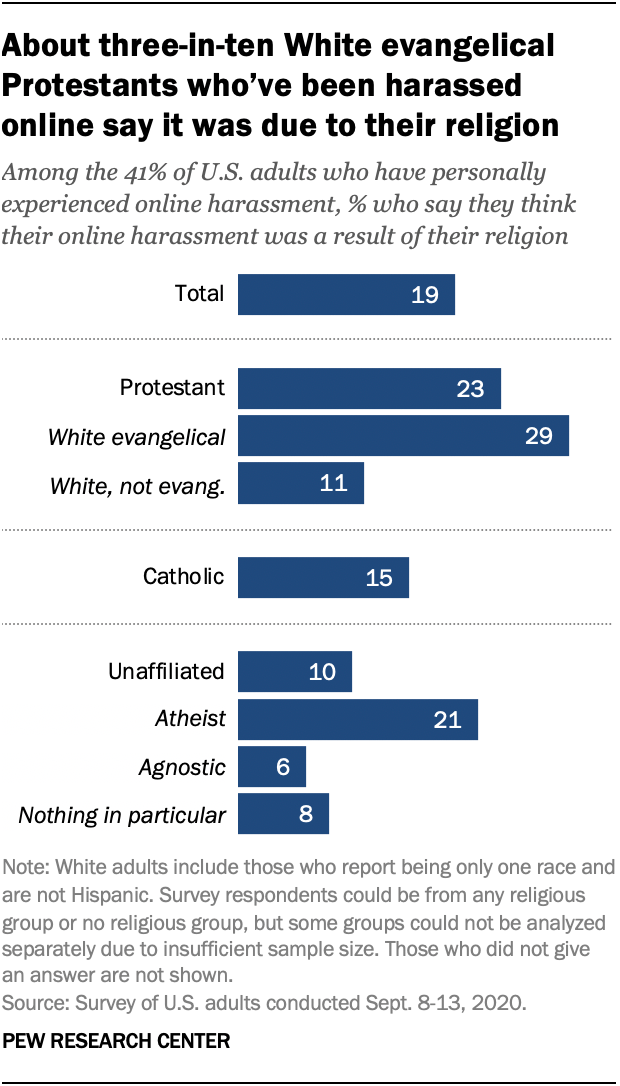 About three-in-ten White evangelical
Protestants who’ve been harassed
online say it was due to their religion
Among the 41% of U.S. adults who have personally
experienced online harassment, % who say they think
their online harassment was a result of their religion
Total 19
Protestant 23
White evangelical 29
White, not evang. 11
Catholic 15
Unaffiliated 10
Atheist 21
Agnostic 6
Nothing in particular 8
Note: White adults include those who report being only one race and
are not Hispanic. Survey respondents could be from any religious
group or no religious group, but some groups could not be analyzed
separately due to insufficient sample size. Those who did not give
an answer are not shown.
Source: Survey of U.S. adults conducted Sept. 8-13, 2020.
PEW RESEARCH CENTER